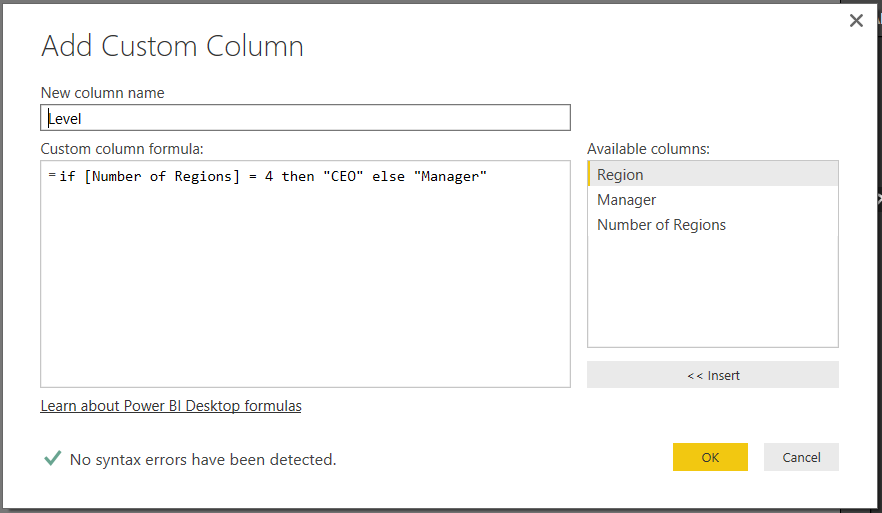 Add Custom Column
New column name
Level
Custom column formula:
=if [Number of Regions] = 4 then "CEO" else "Manager"
Available columns:
Region
Manager
Number of Regions
<< Insert
Learn about Power BI Desktop formulas
No syntax errors have been detected.
OK
Cancel